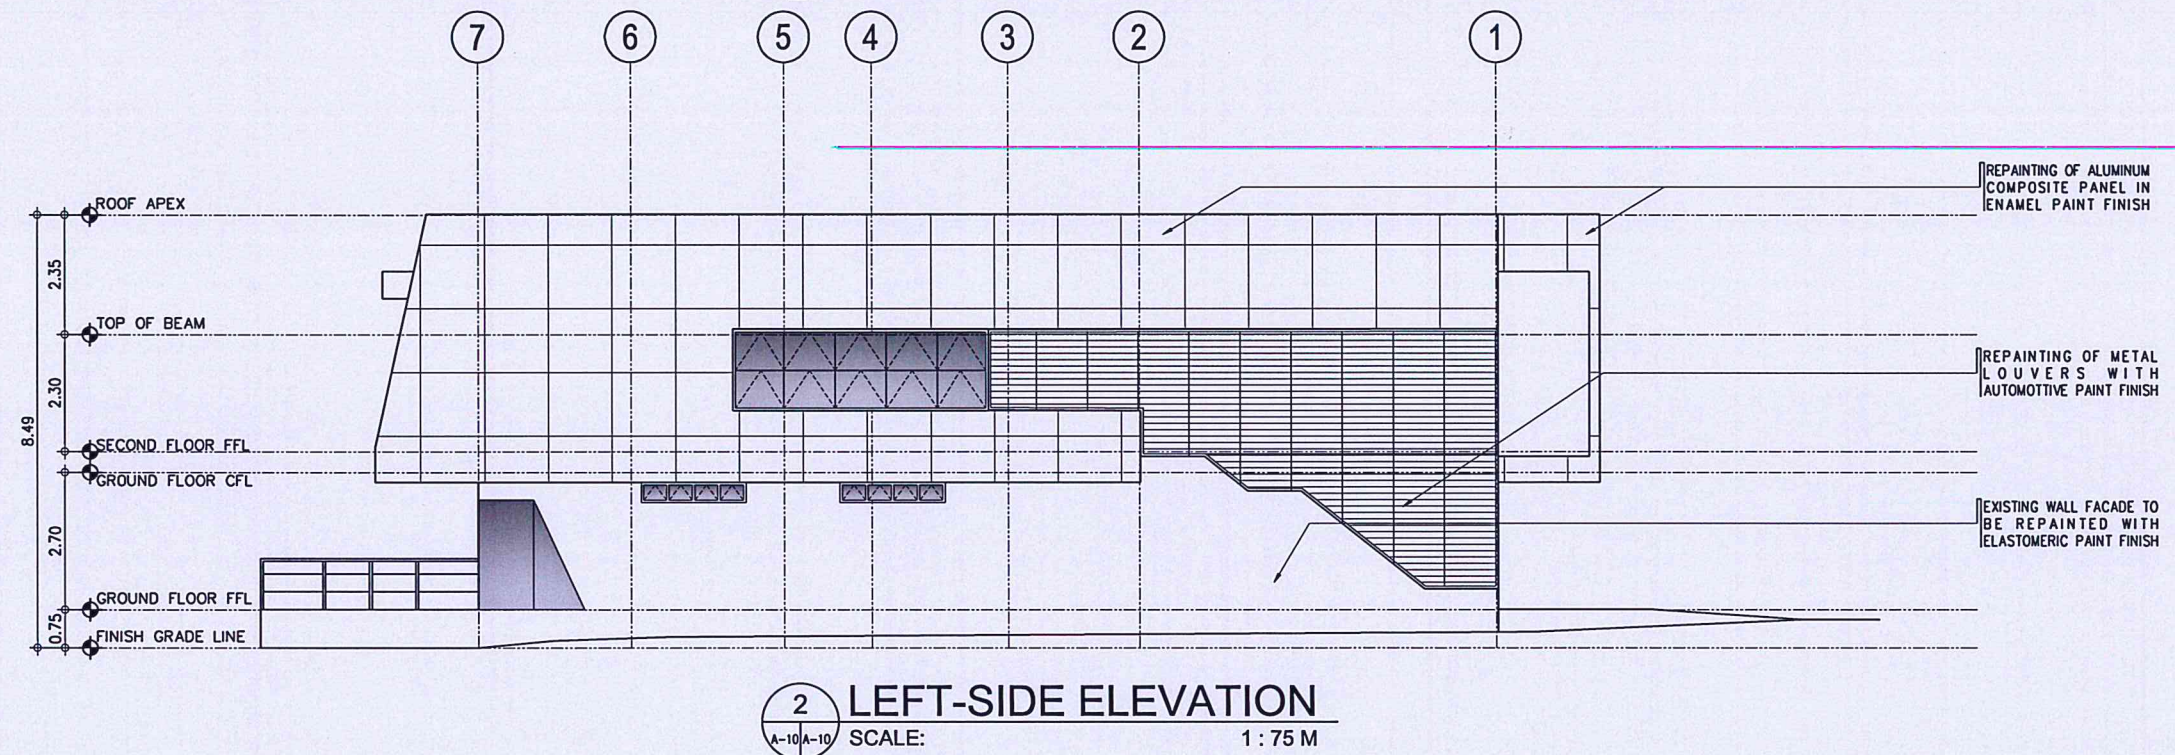 7 6 5 4 3 2 1
REPAINTING OF ALUMINUM
COMPOSITE PANEL IN
ENAMEL PAINT FINISH
ROOF APEX
2.35
TOP OF BEAM
REPAINTING OF METAL
LOUVERS WITH
AUTOMOTTIVE PAINT FINISH
2.30
8.49
SECOND FLOOR FFL
GROUND FLOOR CFL
EXISTING WALL FACADE TO
BE REPAINTED WITH
ELASTOMERIC PAINT FINISH
2.70
GROUND FLOOR FFL
0.75
FINISH GRADE LINE
2 LEFT-SIDE ELEVATION
A-10 A-10 SCALE: 1 : 75 M